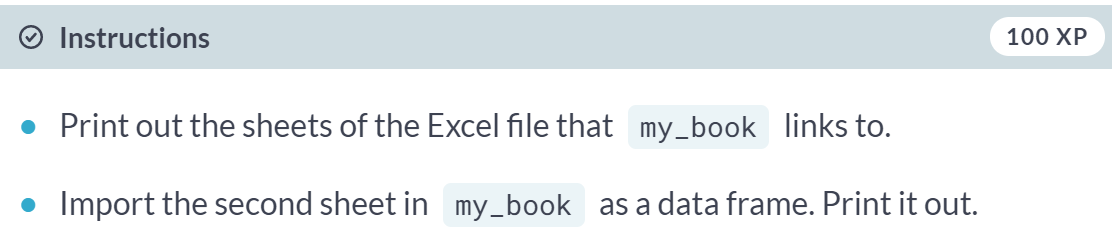 Instructions
100 XP
Print out the sheets of the Excel file that my_book links to.
Import the second sheet in my_book as a data frame. Print it out.